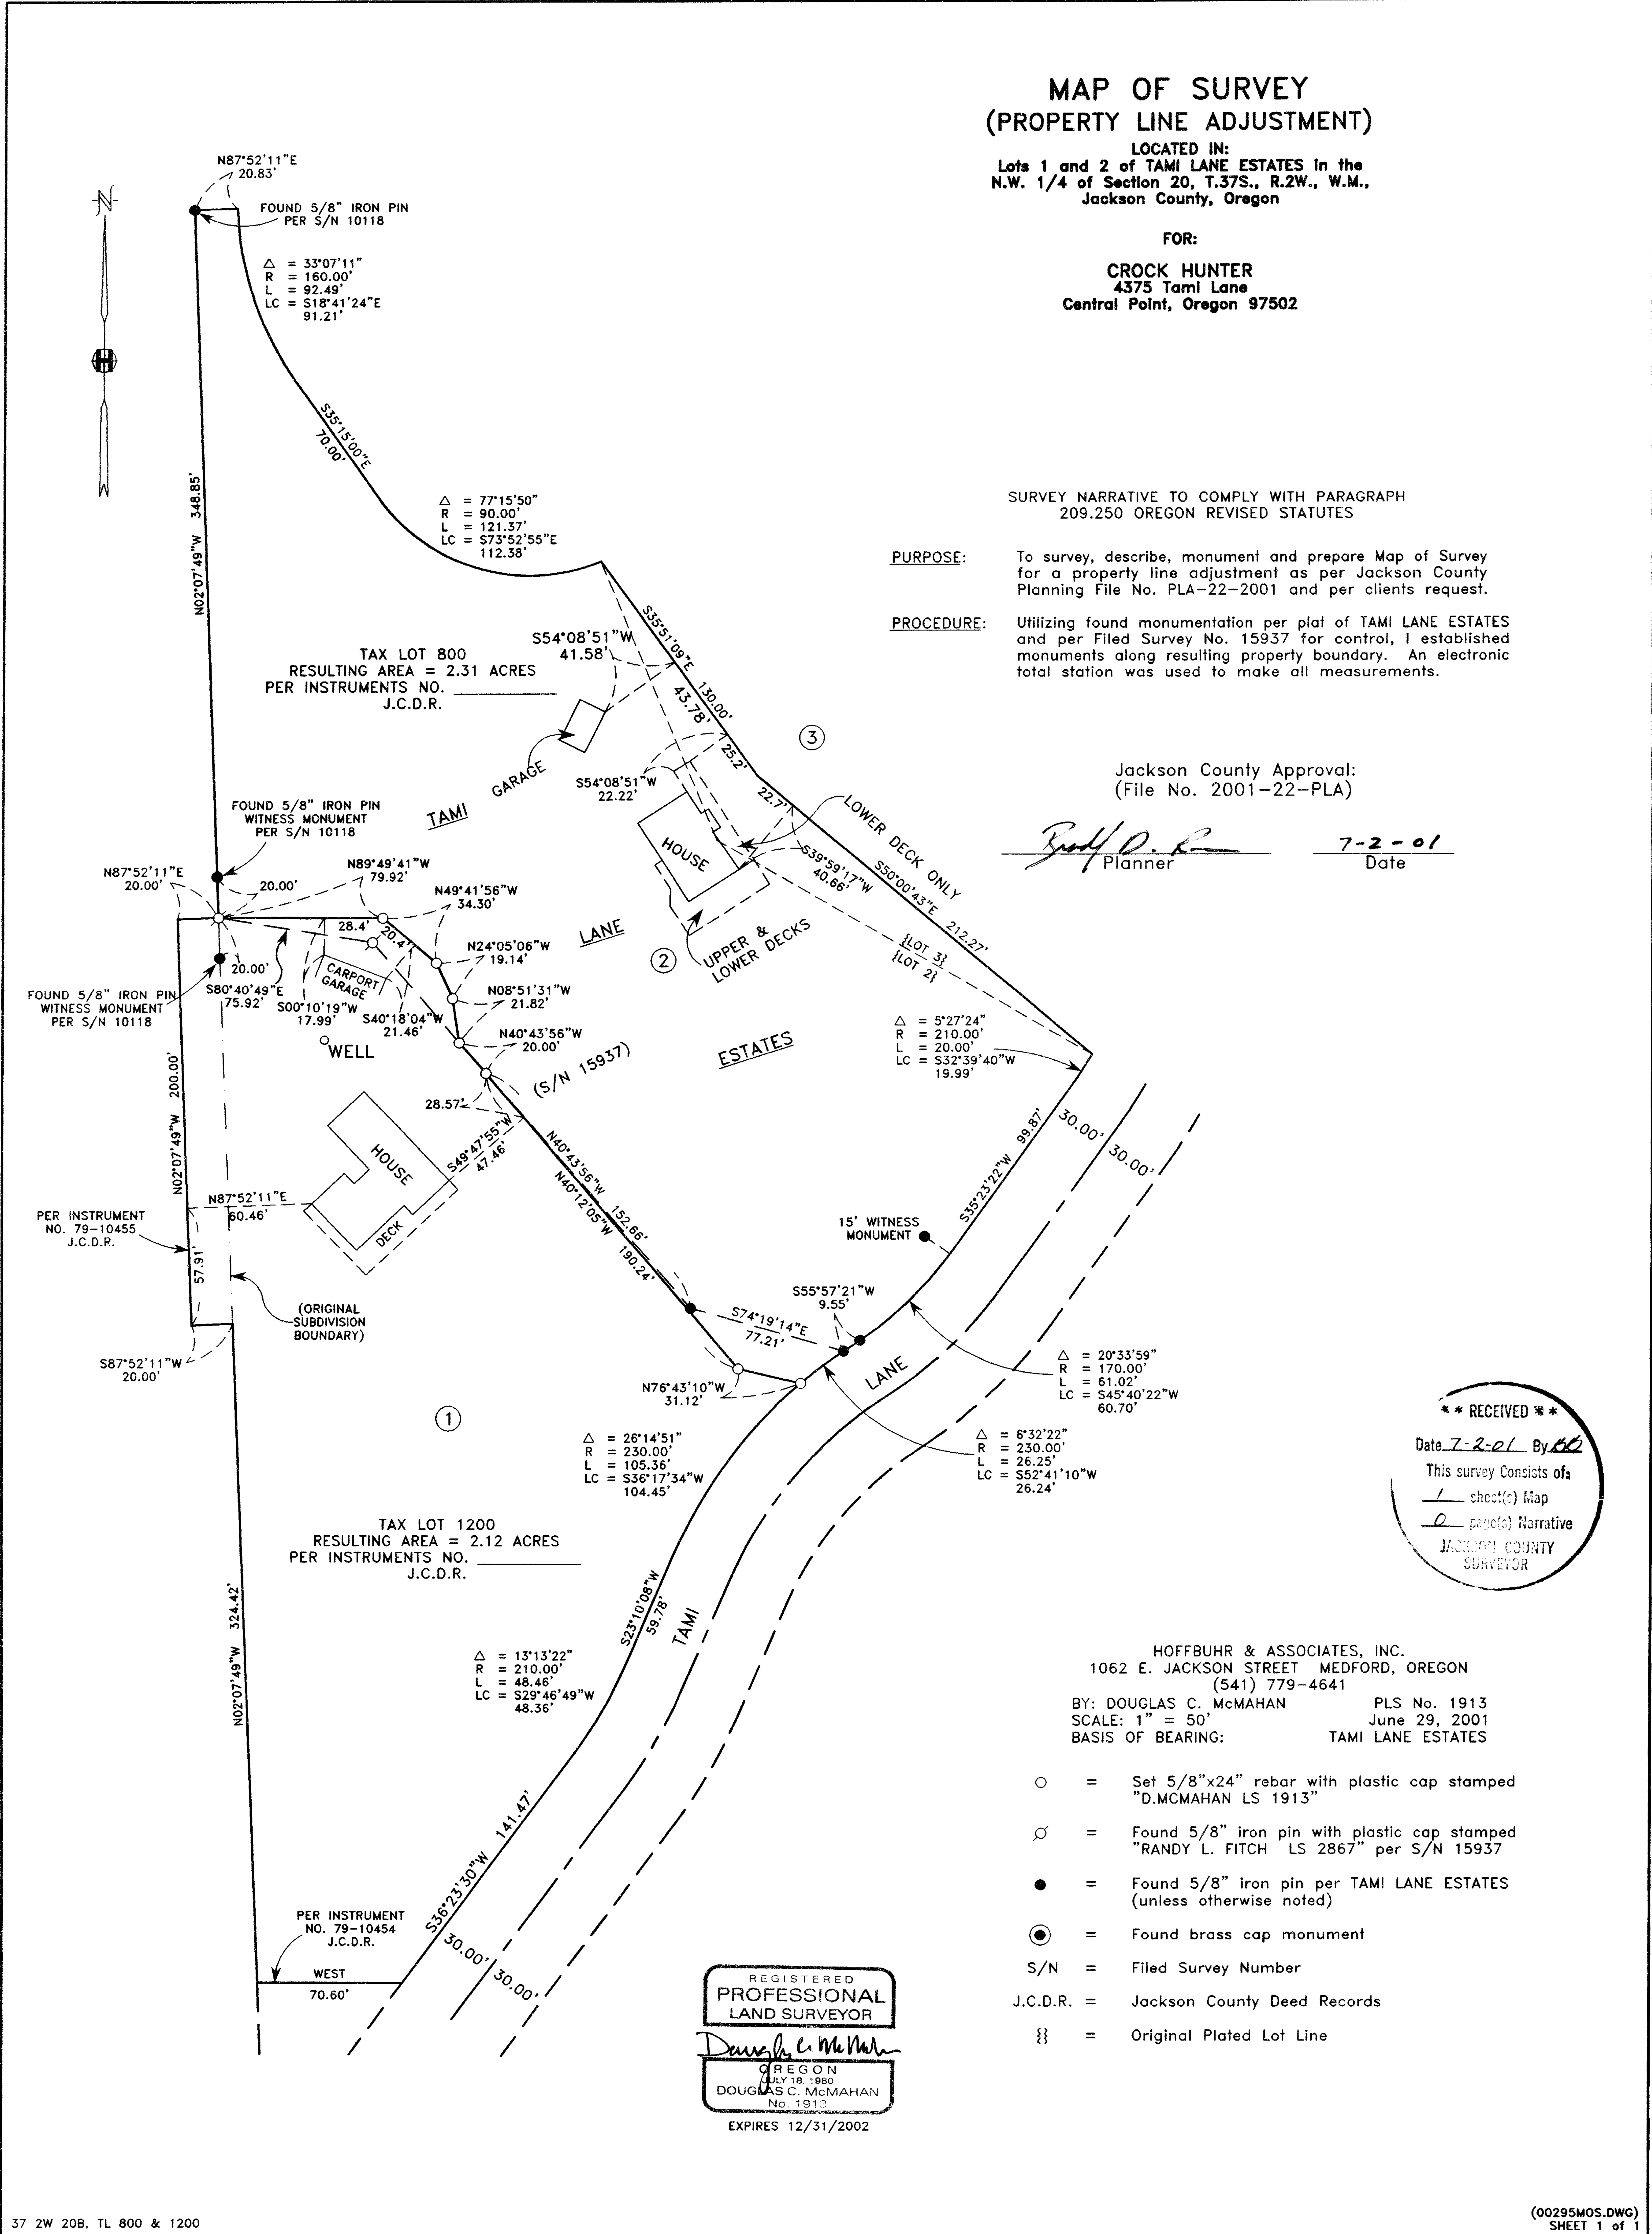 MAP OF SURVEY
(PROPERTY LINE ADJUSTMENT)
LOCATED IN:
Lots 1 and 2 of TAMI LANE ESTATES in the
N.W. 1/4 of Section 20, T.37S., R.2W., W.M.,
Jackson County, Oregon
FOR:
CROCK HUNTER
4375 Tami Lane
Central Point, Oregon 97502
N
H
N87°52'11"E
20.83'
FOUND 5/8" IRON PIN
PER S/N 10118
△ = 33°07'11"
R = 160.00'
L = 92.49'
LC = S18°41'24"E
91.21'
S35°15'00"E
70.00'
N02°07'49"W 348.85'
△ = 77°15'50"
R = 90.00'
L = 121.37'
LC = S73°52'55"E
112.38'
SURVEY NARRATIVE TO COMPLY WITH PARAGRAPH
209.250 OREGON REVISED STATUTES
PURPOSE: To survey, describe, monument and prepare Map of Survey
for a property line adjustment as per Jackson County
Planning File No. PLA-22-2001 and per clients request.
PROCEDURE: Utilizing found monumentation per plat of TAMI LANE ESTATES
and per Filed Survey No. 15937 for control, I established
monuments along resulting property boundary. An electronic
total station was used to make all measurements.
TAX LOT 800
RESULTING AREA = 2.31 ACRES
PER INSTRUMENTS NO.
J.C.D.R.
S54°08'51"W
41.58'
S35°51'09"E
130.00'
43.78'
25.2'
GARAGE
S54°08'51"W
22.22'
3
22.7'
LOWER DECK ONLY
HOUSE
S39°59'17"W
40.66'
S50°00'43"E
212.27'
UPPER &
LOWER DECKS
{LOT 3}
{LOT 2}
TAMI
LANE
ESTATES
2
Jackson County Approval:
(File No. 2001-22-PLA)
Planner
7-2-01
Date
FOUND 5/8" IRON PIN
WITNESS MONUMENT
PER S/N 10118
N87°52'11"E
20.00'
20.00'
N89°49'41"W
79.92'
N49°41'56"W
34.30'
28.4'
20.4'
N24°05'06"W
19.14'
20.00'
CARPORT
GARAGE
FOUND 5/8" IRON PIN
WITNESS MONUMENT
PER S/N 10118
S80°40'49"E
75.92'
S00°10'19"W
17.99'
S40°18'04"W
21.46'
N08°51'31"W
21.82'
N40°43'56"W
20.00'
WELL
(S/N 15937)
△ = 5°27'24"
R = 210.00'
L = 20.00'
LC = S32°39'40"W
19.99'
28.57'
N02°07'49"W 200.00'
HOUSE
S49°47'55"W
47.46'
N40°43'56"W 152.66'
N40°12'05"W 190.24'
N87°52'11"E
60.46'
DECK
PER INSTRUMENT
NO. 79-10455
J.C.D.R.
57.91'
(ORIGINAL
SUBDIVISION
BOUNDARY)
S87°52'11"W
20.00'
S35°23'22"W 99.87'
30.00'
30.00'
15' WITNESS
MONUMENT
S55°57'21"W
9.55'
S74°19'14"E
77.21'
N76°43'10"W
31.12'
LANE
△ = 20°33'59"
R = 170.00'
L = 61.02'
LC = S45°40'22"W
60.70'
1
△ = 26°14'51"
R = 230.00'
L = 105.36'
LC = S36°17'34"W
104.45'
△ = 6°32'22"
R = 230.00'
L = 26.25'
LC = S52°41'10"W
26.24'
** RECEIVED **
Date 7-2-01 By BB
This survey Consists of:
1 sheet(s) Map
0 page(s) Narrative
JACKSON COUNTY
SURVEYOR
TAX LOT 1200
RESULTING AREA = 2.12 ACRES
PER INSTRUMENTS NO.
J.C.D.R.
S23°10'08"W
59.78'
TAMI
N02°07'49"W 324.42'
△ = 13°13'22"
R = 210.00'
L = 48.46'
LC = S29°46'49"W
48.36'
S36°23'30"W 141.47'
30.00'
30.00'
PER INSTRUMENT
NO. 79-10454
J.C.D.R.
WEST
70.60'
HOFFBUHR & ASSOCIATES, INC.
1062 E. JACKSON STREET MEDFORD, OREGON
(541) 779-4641
BY: DOUGLAS C. McMAHAN PLS No. 1913
SCALE: 1" = 50' June 29, 2001
BASIS OF BEARING: TAMI LANE ESTATES
○ = Set 5/8"x24" rebar with plastic cap stamped
"D.MCMAHAN LS 1913"
= Found 5/8" iron pin with plastic cap stamped
"RANDY L. FITCH LS 2867" per S/N 15937
● = Found 5/8" iron pin per TAMI LANE ESTATES
(unless otherwise noted)
= Found brass cap monument
S/N = Filed Survey Number
J.C.D.R. = Jackson County Deed Records
{} = Original Plated Lot Line
REGISTERED
PROFESSIONAL
LAND SURVEYOR
Douglas C. McMahan
OREGON
JULY 18, 1980
DOUGLAS C. McMAHAN
No. 1913
EXPIRES 12/31/2002
37 2W 20B, TL 800 & 1200
(00295MOS.DWG)
SHEET 1 of 1